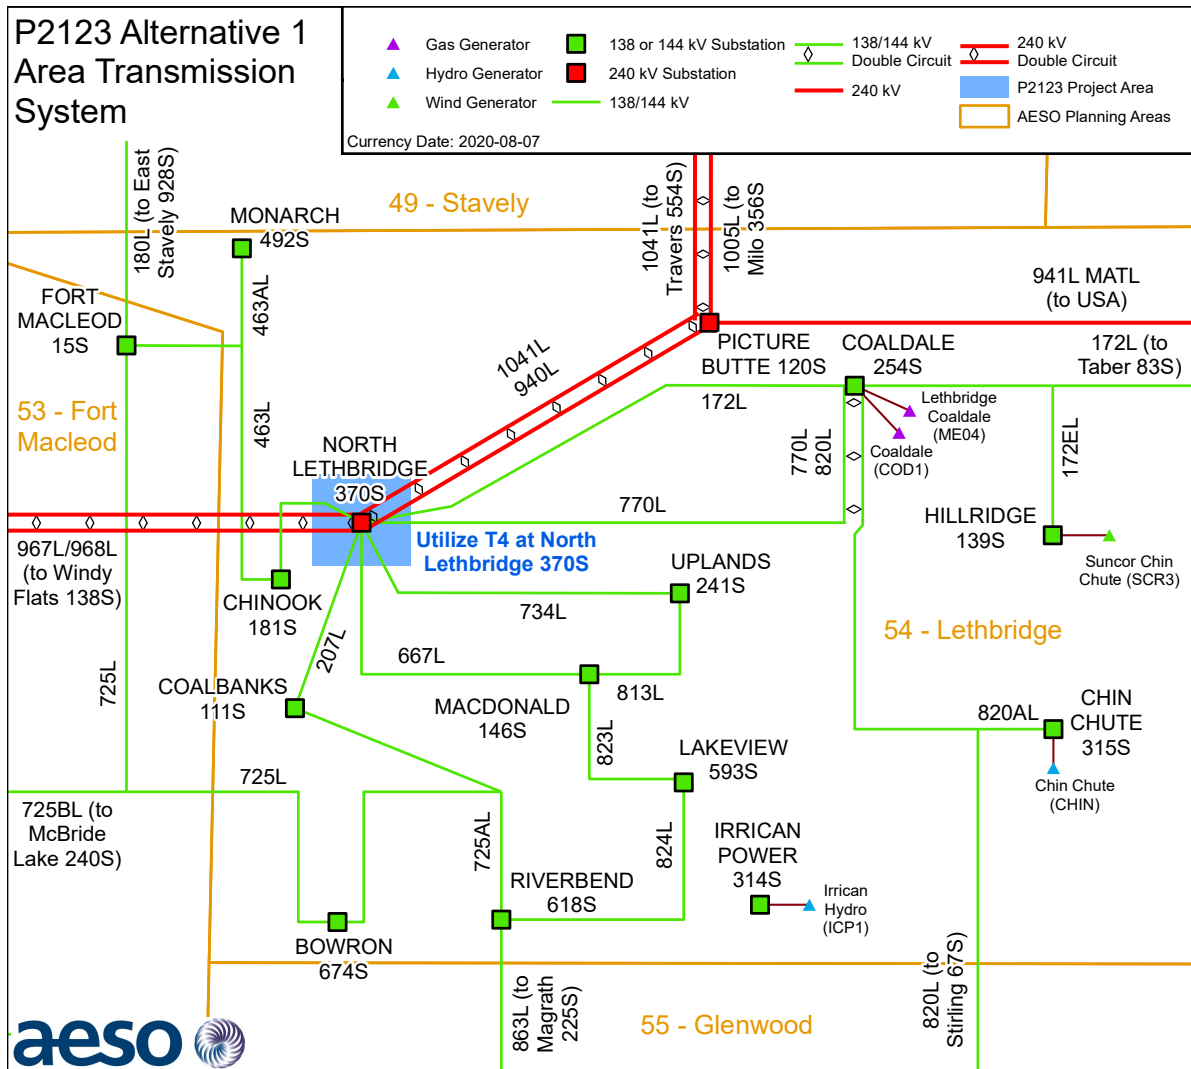 P2123 Alternative 1
Area Transmission
System
Gas Generator
Hydro Generator
Wind Generator
138 or 144 kV Substation
240 kV Substation
138/144 kV
138/144 kV
Double Circuit
240 kV
240 kV
Double Circuit
P2123 Project Area
AESO Planning Areas
Currency Date: 2020-08-07
180L (to East
Stavely 928S)
MONARCH
492S
49 - Stavely
1041L (to
Travers 554S)
1005L (to
Milo 356S
941L MATL
(to USA)
FORT
MACLEOD
15S
463AL
1041L
940L
PICTURE
BUTTE 120S
COALDALE
254S
172L (to
Taber 83S)
53 - Fort
Macleod
463L
172L
Lethbridge
Coaldale
(ME04)
Coaldale
(COD1)
770L
820L
172EL
NORTH
LETHBRIDGE
370S
770L
HILLRIDGE
139S
Utilize T4 at North
Lethbridge 370S
967L/968L
(to Windy
Flats 138S)
Suncor Chin
Chute (SCR3)
CHINOOK
181S
UPLANDS
241S
734L
54 - Lethbridge
207L
667L
725L
COALBANKS
111S
813L
MACDONALD
146S
820AL
CHIN
CHUTE
315S
823L
LAKEVIEW
593S
725L
Chin Chute
(CHIN)
725BL (to
McBride
Lake 240S)
725AL
824L
IRRICAN
POWER
314S
RIVERBEND
618S
Irrican
Hydro
(ICP1)
BOWRON
674S
863L (to
Magrath
225S)
820L (to
Stirling 67S)
55 - Glenwood
aeso